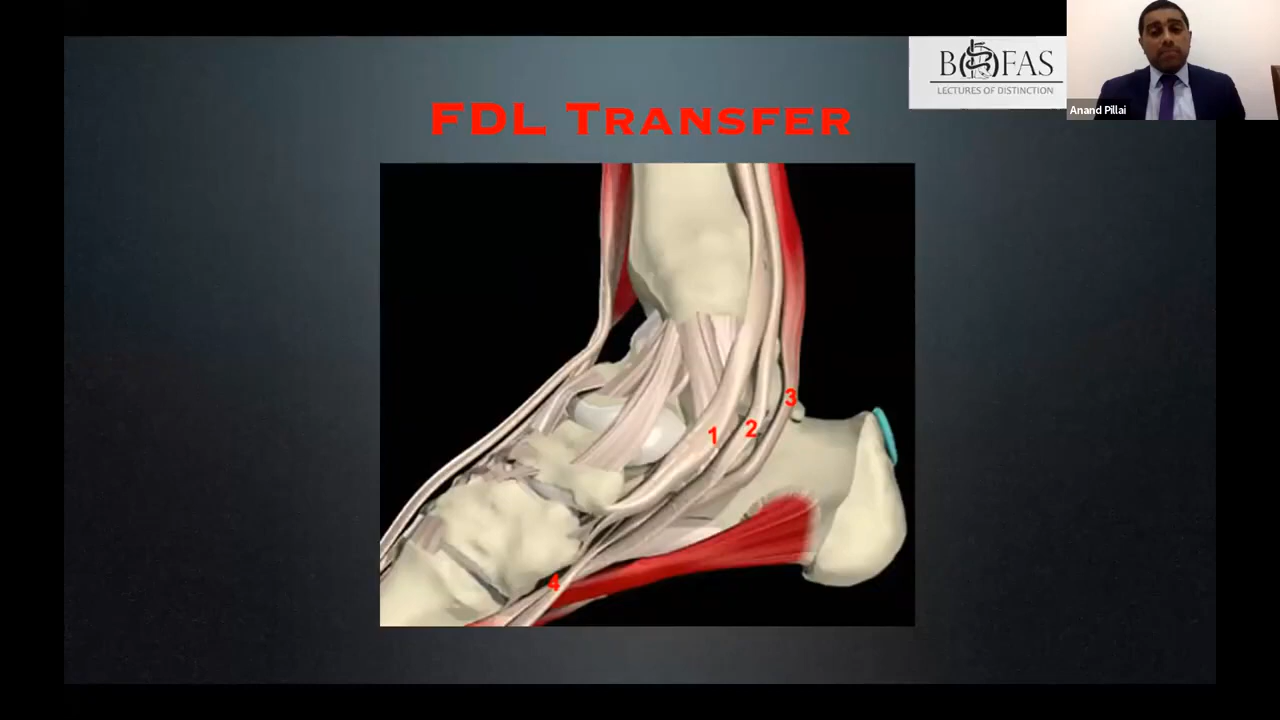 FDL TRANSFER
BOFAS
LECTURES OF DISTINCTION
Anand Pillai
1
2
3
4